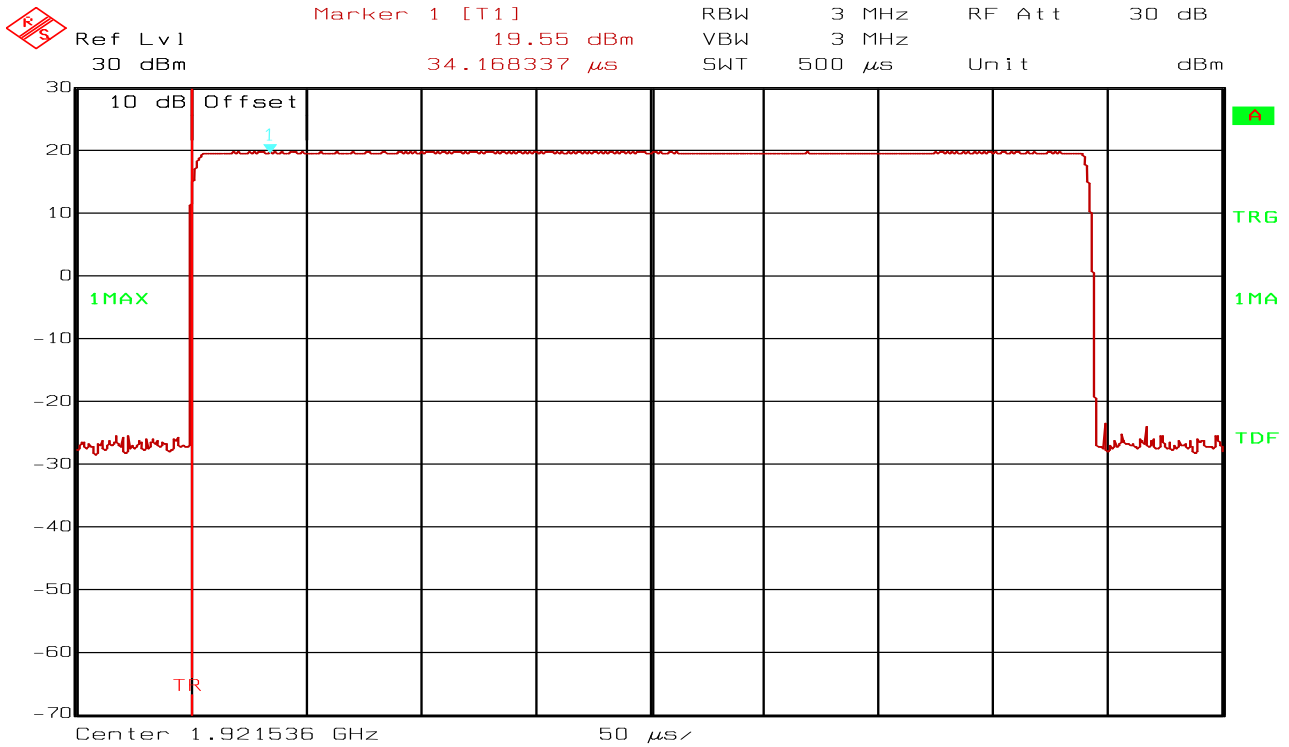 R S
Marker 1 [T1] RBW 3 MHz RF Att 30 dB
Ref Lvl 19.55 dBm VBW 3 MHz
30 dBm 34.168337 µs SWT 500 µs Unit dBm
30
10 dB Offset
A
1
20
10
TRG
0
1MAX
1MA
-10
-20
TDF
-30
-40
-50
-60
TR
-70
Center 1.921536 GHz 50 µs/